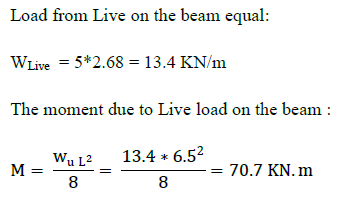 Load from Live on the beam equal:
WLive = 5*2.68 = 13.4 KN/m
The moment due to Live load on the beam :
M = Wu L² / 8 = 13.4 * 6.5² / 8 = 70.7 KN.m